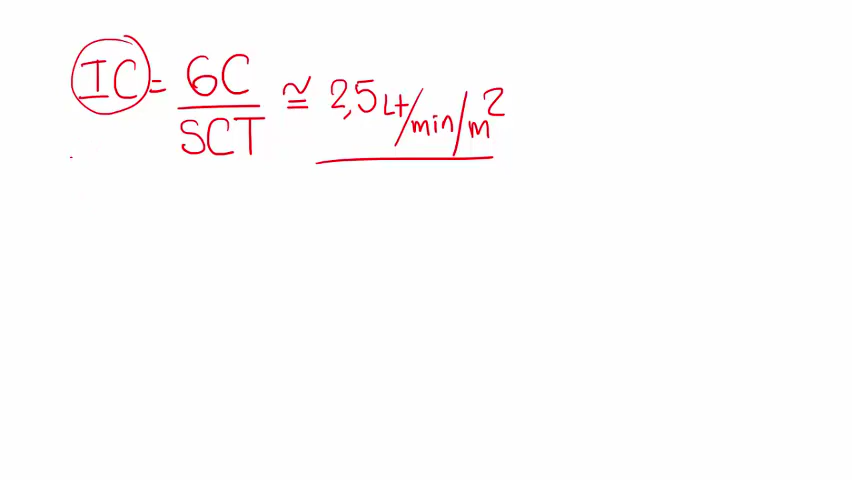 IC = GC / SCT ≅ 2,5 Lt/min/m²